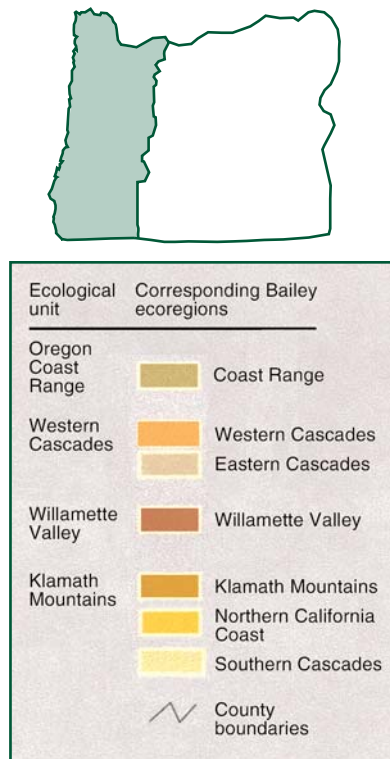 Ecological unit
Corresponding Bailey ecoregions
Oregon Coast Range
Coast Range
Western Cascades
Western Cascades
Eastern Cascades
Willamette Valley
Willamette Valley
Klamath Mountains
Klamath Mountains
Northern California Coast
Southern Cascades
County boundaries